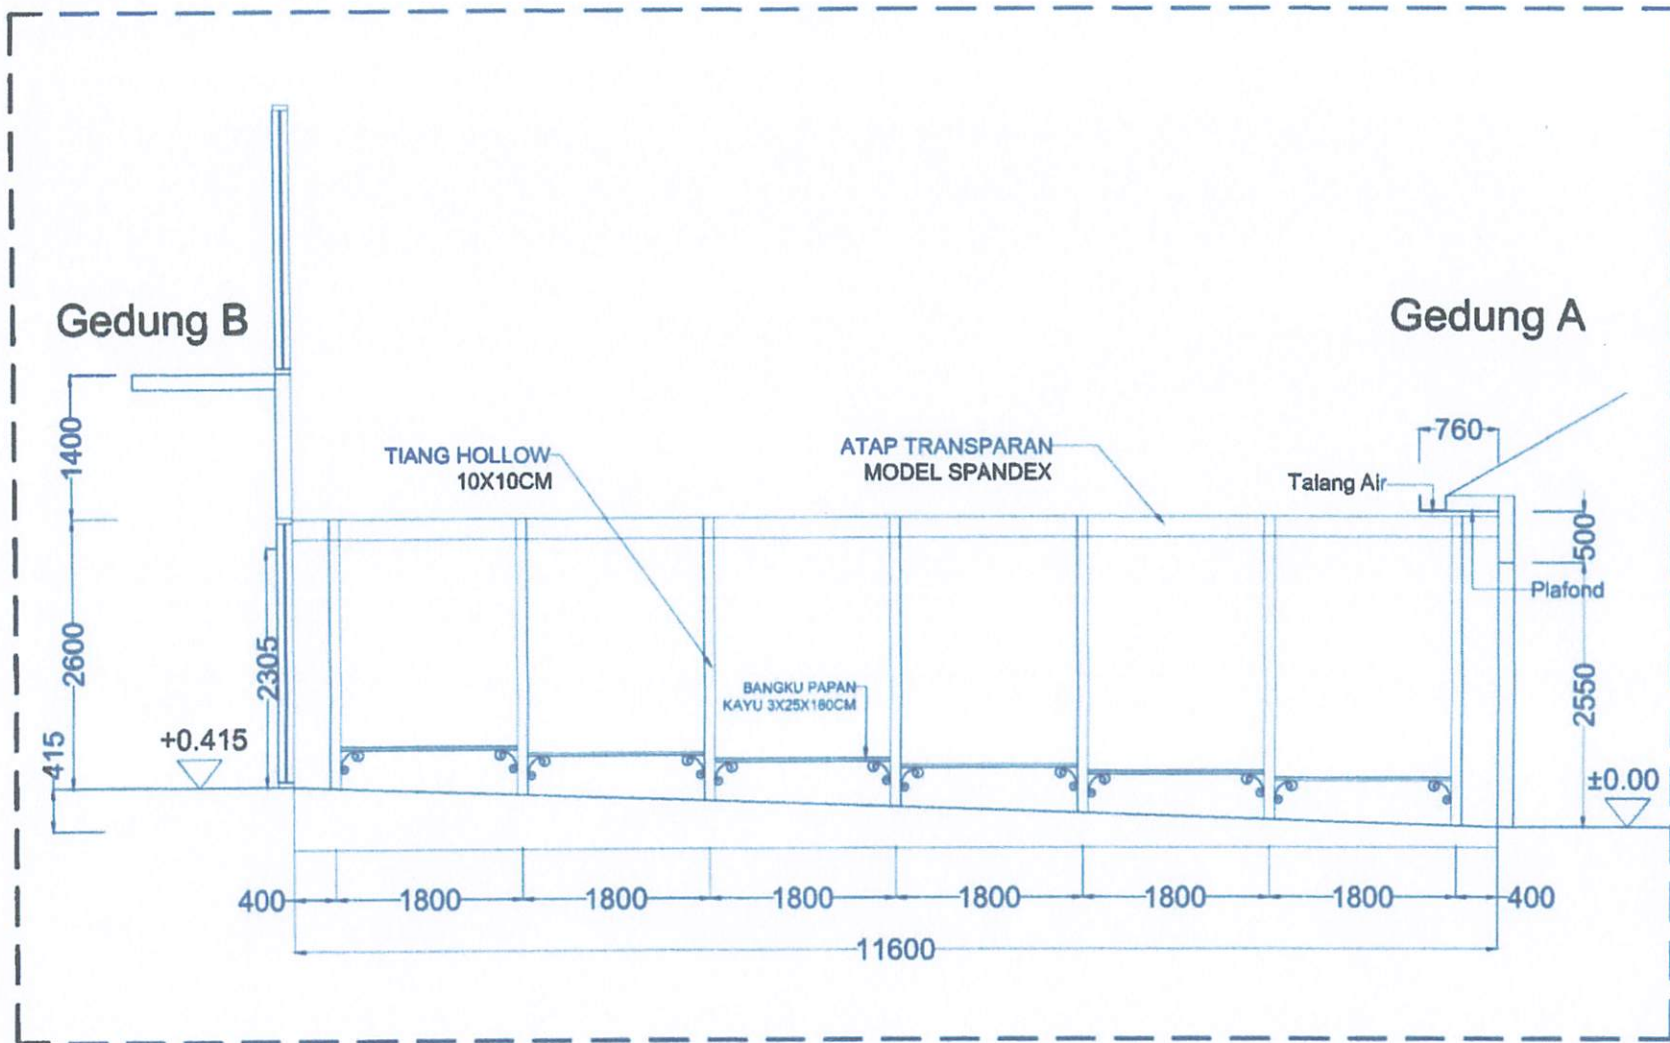 Gedung B
Gedung A
1400
760
TIANG HOLLOW
10X10CM
ATAP TRANSPARAN
MODEL SPANDEX
Talang Air
500
Plafond
2600
2305
2550
BANGKU PAPAN
KAYU 3X25X180CM
415
+0.415
±0.00
400 1800 1800 1800 1800 1800 1800 400
11600